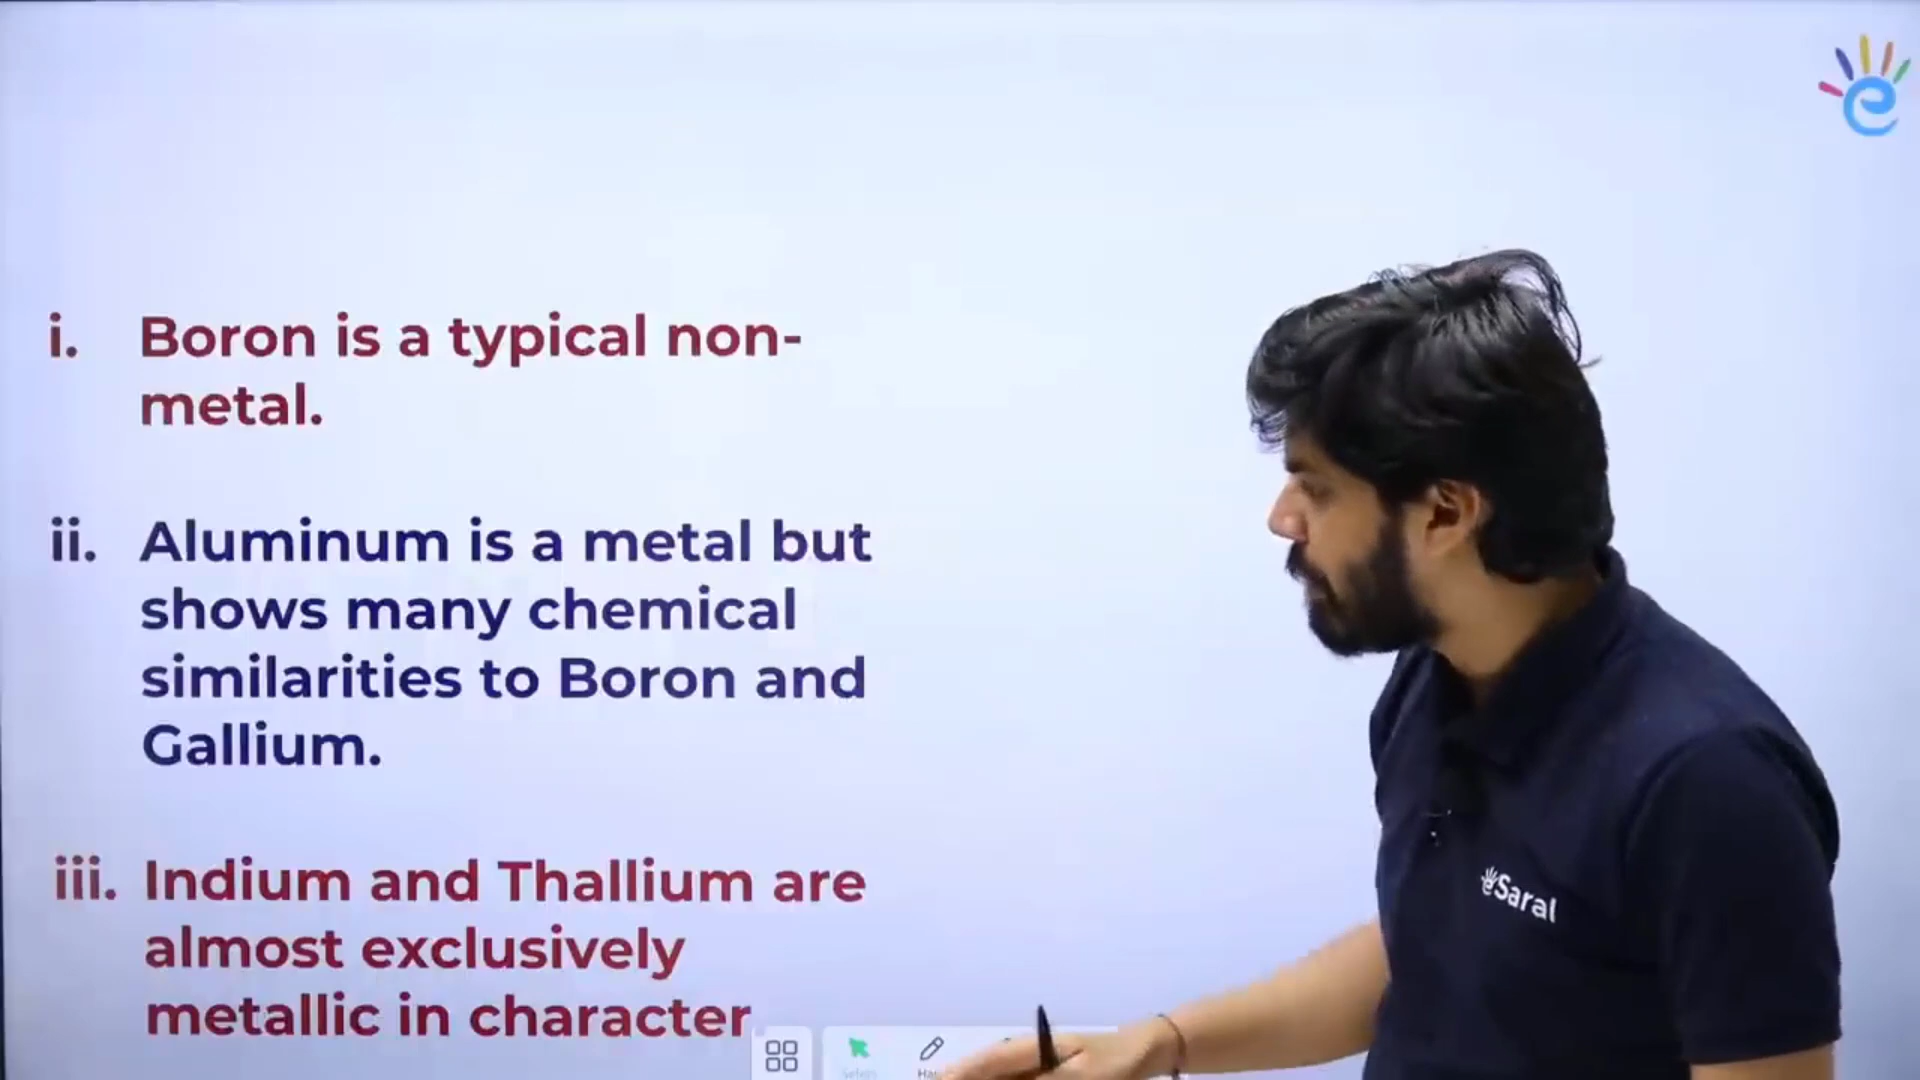 i. Boron is a typical non-
metal.
ii. Aluminum is a metal but
shows many chemical
similarities to Boron and
Gallium.
iii. Indium and Thallium are
almost exclusively
metallic in character
Select
eSaral